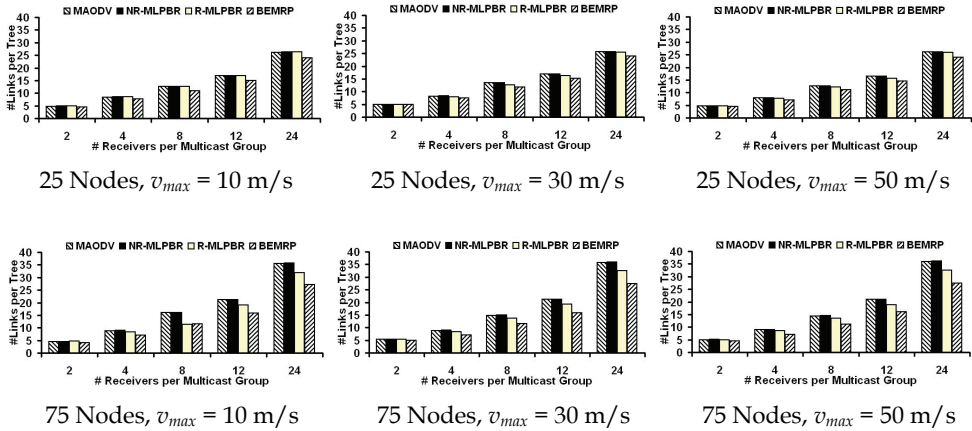 MAODV NR-MLPBR R-MLPBR BEMRP
#Links per Tree
40
35
30
25
20
15
10
5
0
2 4 8 12 24
# Receivers per Multicast Group
25 Nodes, vmax = 10 m/s
MAODV NR-MLPBR R-MLPBR BEMRP
#Links per Tree
40
35
30
25
20
15
10
5
0
2 4 8 12 24
# Receivers per Multicast Group
25 Nodes, vmax = 30 m/s
MAODV NR-MLPBR R-MLPBR BEMRP
#Links per Tree
40
35
30
25
20
15
10
5
0
2 4 8 12 24
# Receivers per Multicast Group
25 Nodes, vmax = 50 m/s
MAODV NR-MLPBR R-MLPBR BEMRP
#Links per Tree
40
35
30
25
20
15
10
5
0
2 4 8 12 24
# Receivers per Multicast Group
75 Nodes, vmax = 10 m/s
MAODV NR-MLPBR R-MLPBR BEMRP
#Links per Tree
40
35
30
25
20
15
10
5
0
2 4 8 12 24
# Receivers per Multicast Group
75 Nodes, vmax = 30 m/s
MAODV NR-MLPBR R-MLPBR BEMRP
#Links per Tree
40
35
30
25
20
15
10
5
0
2 4 8 12 24
# Receivers per Multicast Group
75 Nodes, vmax = 50 m/s